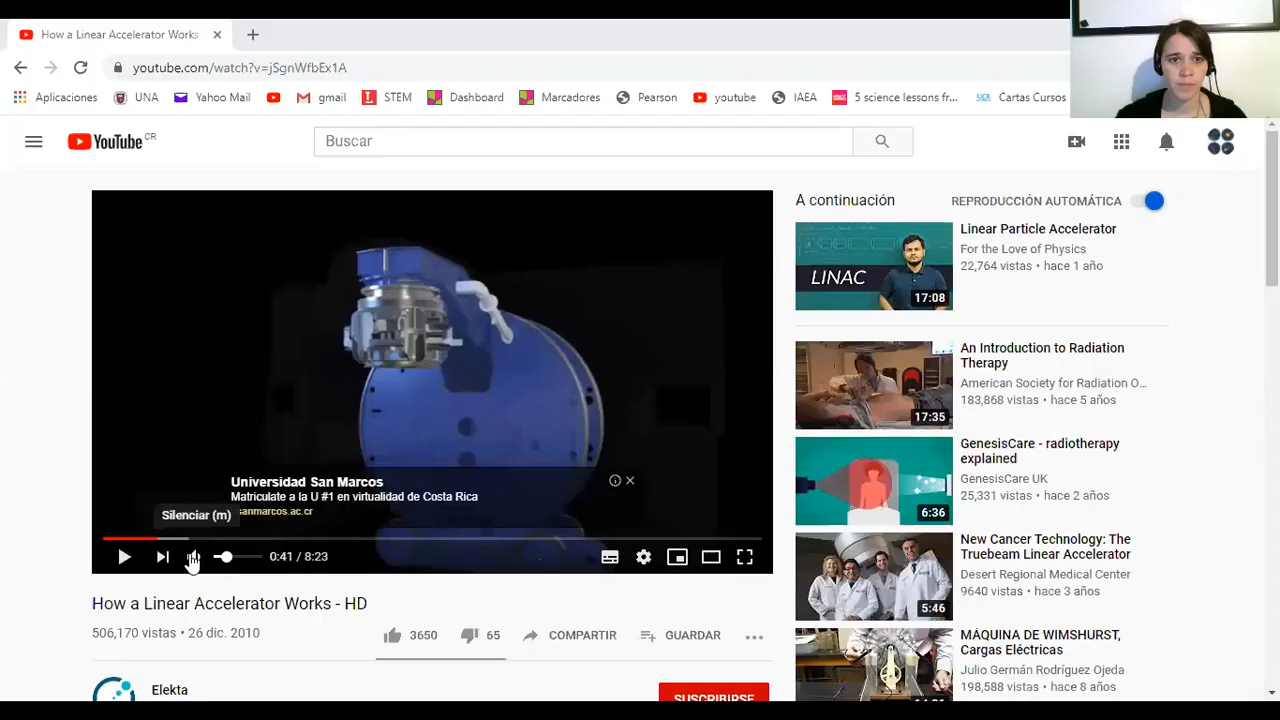 How a Linear Accelerator Works
youtube.com/watch?v=jSgnWfbEx1A
Aplicaciones UNA Yahoo Mail gmail STEM Dashboard Marcadores Pearson youtube IAEA 5 science lessons fr... Cartas Cursos
YouTube CR
Buscar
Universidad San Marcos
Matriculate a la U #1 en virtualidad de Costa Rica
sanmarcos.ac.cr
Silenciar (m)
0:41 / 8:23
How a Linear Accelerator Works - HD
506,170 vistas • 26 dic. 2010
3650 65 COMPARTIR GUARDAR
Elekta
SUSCRIBIRSE
A continuación
REPRODUCCIÓN AUTOMÁTICA
LINAC
17:08
Linear Particle Accelerator
For the Love of Physics
22,764 vistas • hace 1 año
17:35
An Introduction to Radiation
Therapy
American Society for Radiation O...
183,868 vistas • hace 5 años
6:36
GenesisCare - radiotherapy
explained
GenesisCare UK
25,331 vistas • hace 2 años
5:46
New Cancer Technology: The
Truebeam Linear Accelerator
Desert Regional Medical Center
9640 vistas • hace 3 años
MÁQUINA DE WIMSHURST,
Cargas Eléctricas
Julio Germán Rodríguez Ojeda
198,588 vistas • hace 8 años